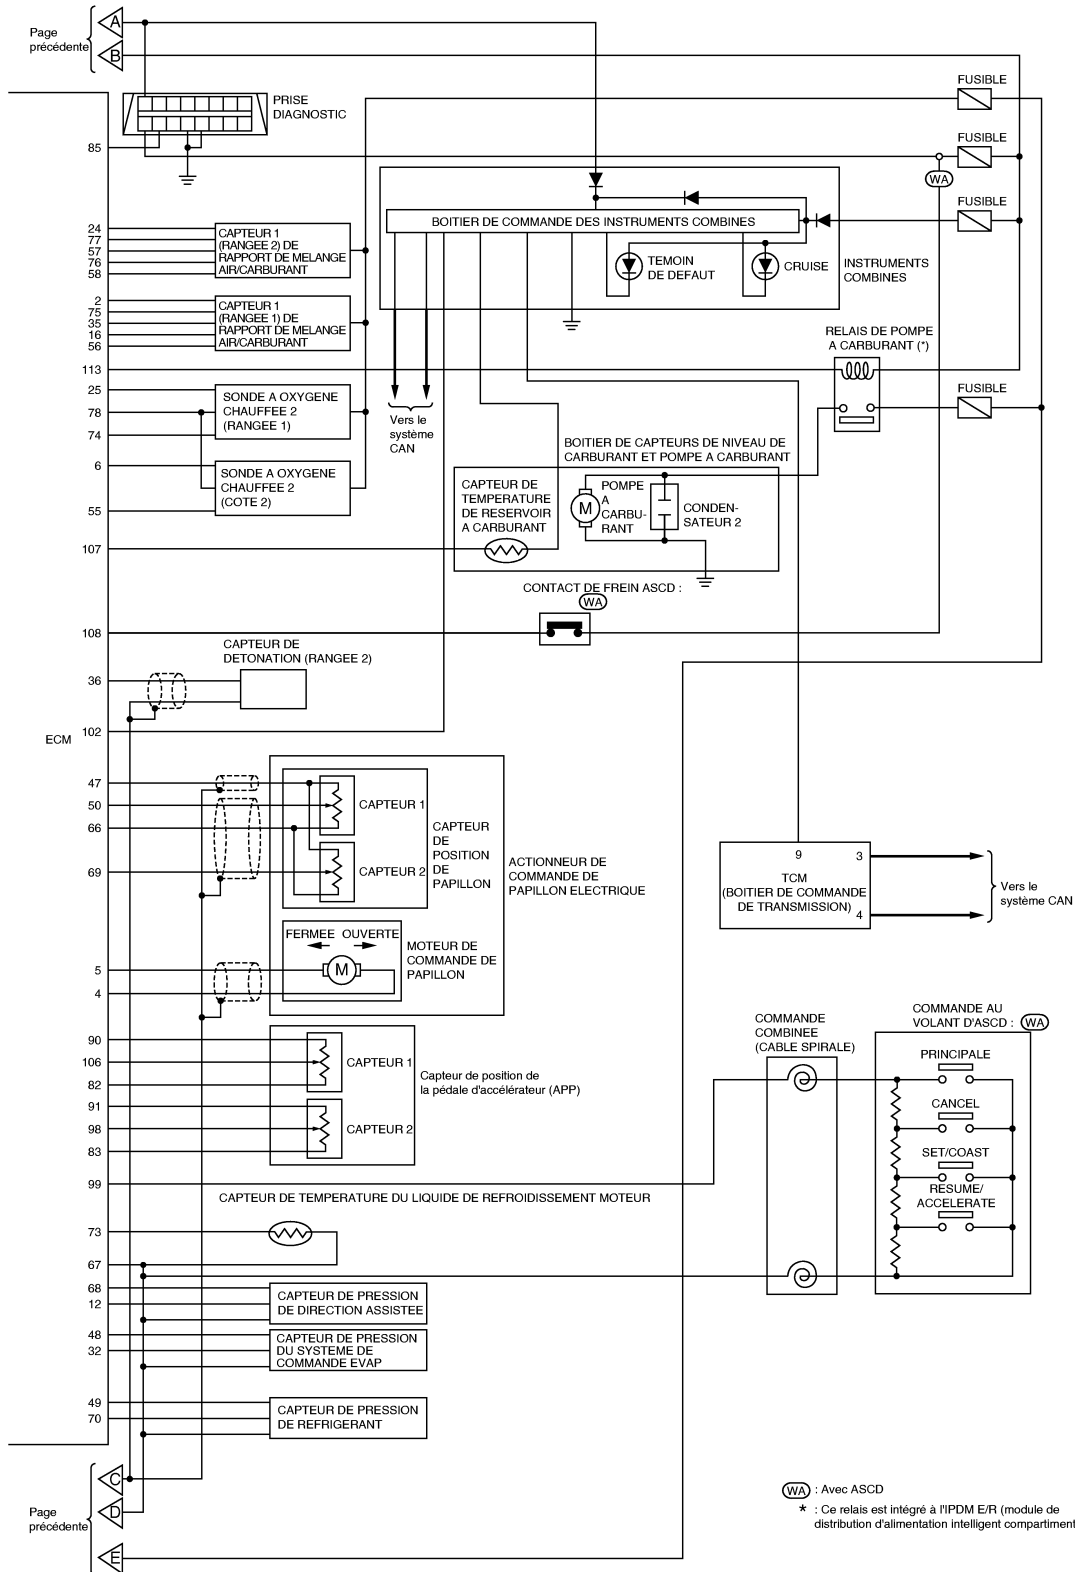 A
Page
précédente
B
FUSIBLE
PRISE
DIAGNOSTIC
FUSIBLE
85
WA
FUSIBLE
BOITIER DE COMMANDE DES INSTRUMENTS COMBINES
24
77
57
76
58
CAPTEUR 1
(RANGEE 2) DE
RAPPORT DE MELANGE
AIR/CARBURANT
TEMOIN
DE DEFAUT
CRUISE
INSTRUMENTS
COMBINES
2
75
35
16
56
CAPTEUR 1
(RANGEE 1) DE
RAPPORT DE MELANGE
AIR/CARBURANT
RELAIS DE POMPE
A CARBURANT (*)
113
25
78
74
SONDE A OXYGENE
CHAUFFEE 2
(RANGEE 1)
FUSIBLE
Vers le
système
CAN
BOITIER DE CAPTEURS DE NIVEAU DE
CARBURANT ET POMPE A CARBURANT
6
55
SONDE A OXYGENE
CHAUFFEE 2
(COTE 2)
CAPTEUR DE
TEMPERATURE
DE RESERVOIR
A CARBURANT
M
POMPE
A
CARBU-
RANT
CONDEN-
SATEUR 2
107
CONTACT DE FREIN ASCD :
WA
108
CAPTEUR DE
DETONATION (RANGEE 2)
36
102
ECM
47
50
66
69
CAPTEUR 1
CAPTEUR 2
CAPTEUR
DE
POSITION
DE
PAPILLON
ACTIONNEUR DE
COMMANDE DE
PAPILLON ELECTRIQUE
9
3
TCM
(BOITIER DE COMMANDE
DE TRANSMISSION)
4
Vers le
système CAN
FERMEE OUVERTE
M
MOTEUR DE
COMMANDE DE
PAPILLON
5
4
90
106
82
CAPTEUR 1
91
98
83
CAPTEUR 2
Capteur de position de
la pédale d'accélérateur (APP)
COMMANDE
COMBINEE
(CABLE SPIRALE)
COMMANDE AU
VOLANT D'ASCD : WA
PRINCIPALE
CANCEL
SET/COAST
RESUME/
ACCELERATE
99
CAPTEUR DE TEMPERATURE DU LIQUIDE DE REFROIDISSEMENT MOTEUR
73
67
68
12
CAPTEUR DE PRESSION
DE DIRECTION ASSISTEE
48
32
CAPTEUR DE PRESSION
DU SYSTEME DE
COMMANDE EVAP
49
70
CAPTEUR DE PRESSION
DE REFRIGERANT
C
Page
précédente
D
E
WA : Avec ASCD
* : Ce relais est intégré à l'IPDM E/R (module de
distribution d'alimentation intelligent compartiment